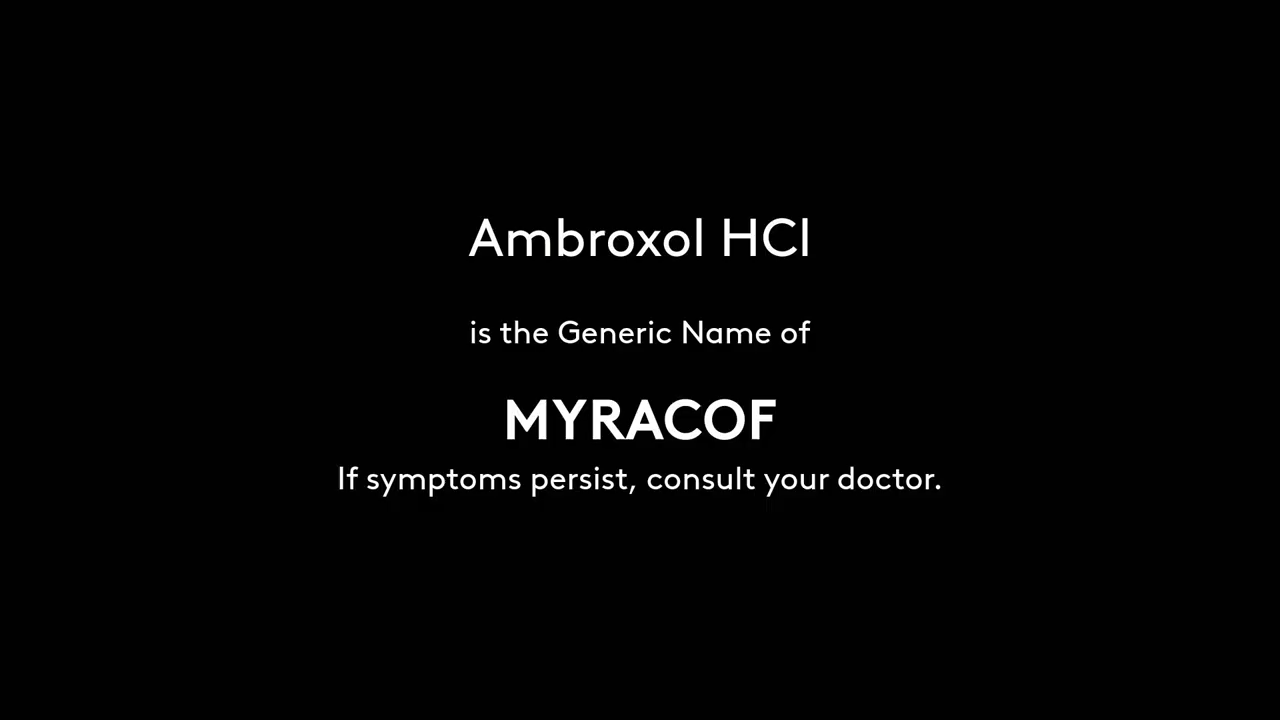 Ambroxol HCl
is the Generic Name of
MYRACOF
If symptoms persist, consult your doctor.